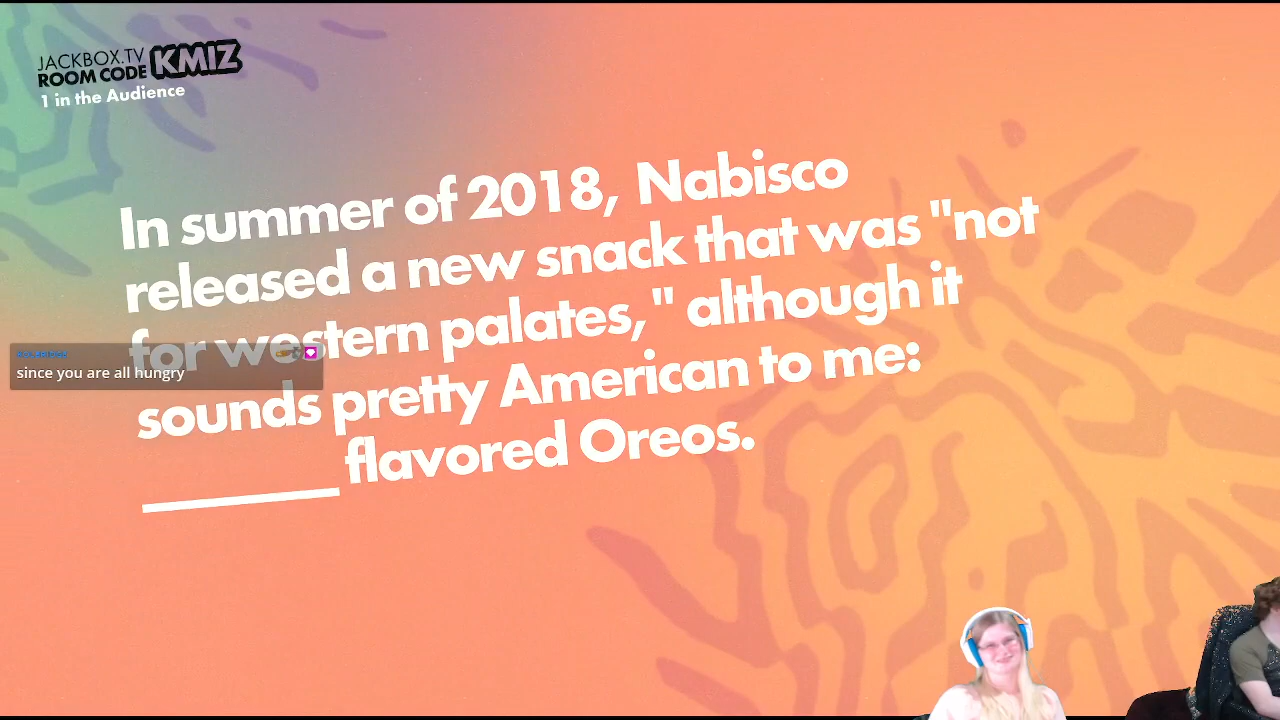 JACKBOX.TV
ROOM CODE KMIZ
1 in the Audience
In summer of 2018, Nabisco
released a new snack that was "not
for western palates," although it
sounds pretty American to me:
flavored Oreos.
since you are all hungry